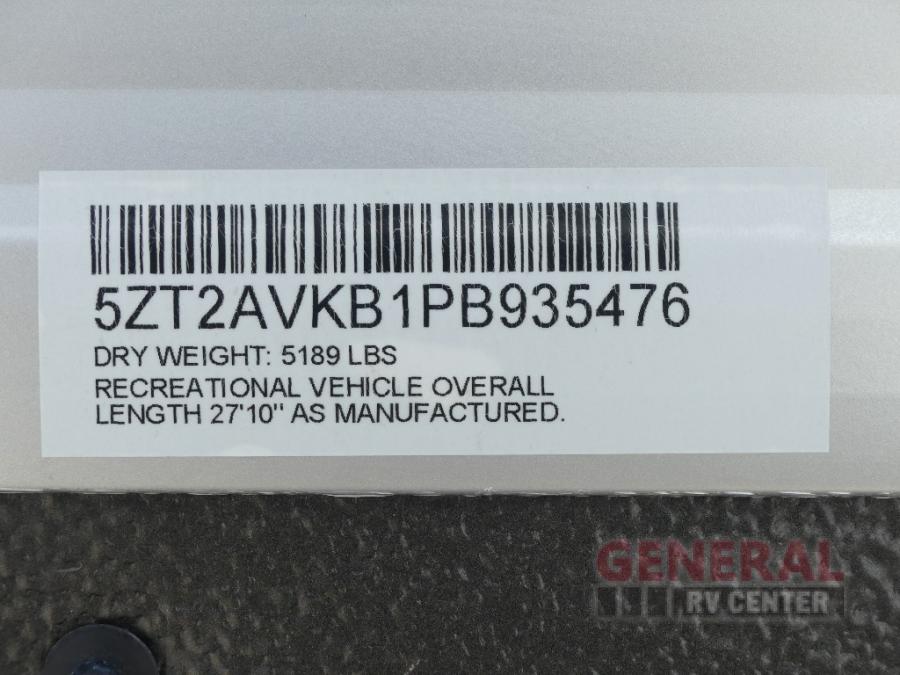 5ZT2AVKB1PB935476
DRY WEIGHT: 5189 LBS
RECREATIONAL VEHICLE OVERALL
LENGTH 27'10" AS MANUFACTURED.
GENERAL
RV CENTER